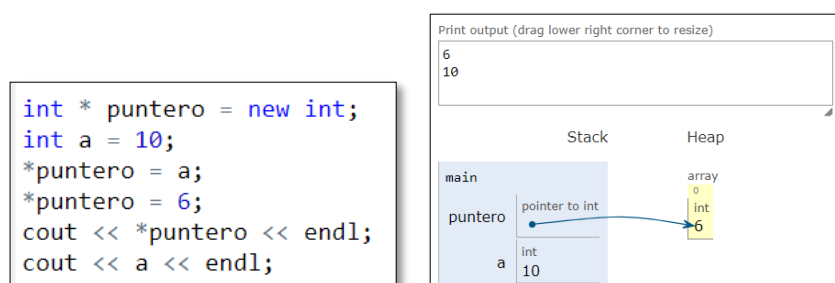 int * puntero = new int;
int a = 10;
*puntero = a;
*puntero = 6;
cout << *puntero << endl;
cout << a << endl;
Print output (drag lower right corner to resize)
6
10
Stack Heap
main
array
0
puntero
pointer to int
int
6
a
int
10